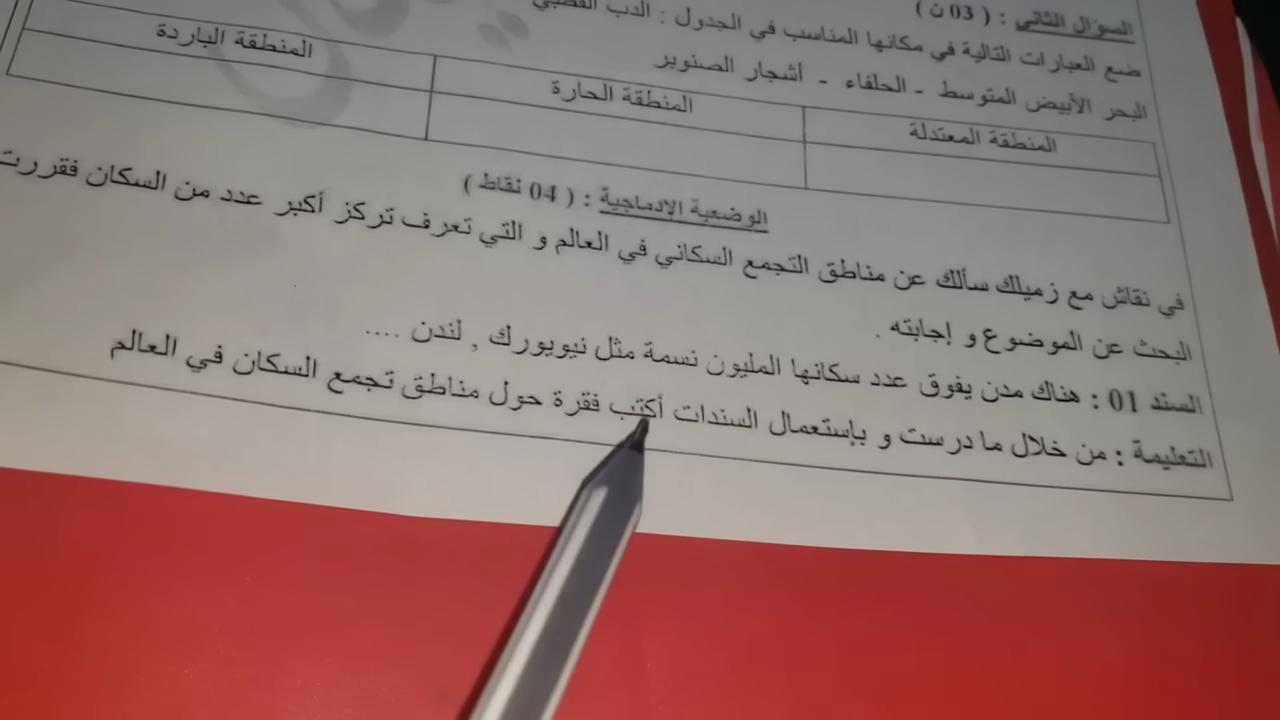 السؤال الثاني : ( 03 ن )
ضع العبارات التالية في مكانها المناسب في الجدول : الدب القطبي
البحر الأبيض المتوسط - الحلفاء - أشجار الصنوبر
المنطقة المعتدلة المنطقة الحارة المنطقة الباردة
الوضعية الادماجية : ( 04 نقاط )
في نقاش مع زميلك سألك عن مناطق التجمع السكاني في العالم و التي تعرف تركز أكبر عدد من السكان فقررت
البحث عن الموضوع و إجابته .
السند 01 : هناك مدن يفوق عدد سكانها المليون نسمة مثل نيويورك , لندن ....
التعليمة : من خلال ما درست و بإستعمال السندات أكتب فقرة حول مناطق تجمع السكان في العالم